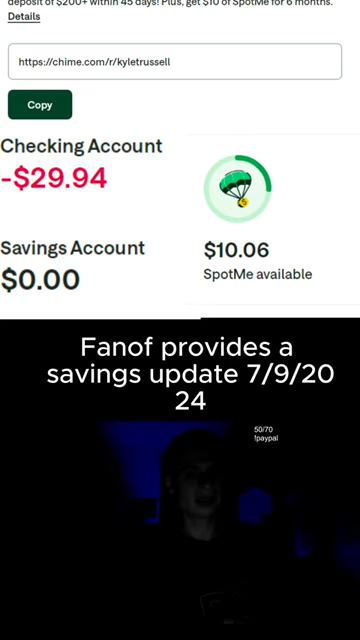 deposit of $200+ within 45 days! Plus, get $10 of SpotMe for 6 months.
Details
https://chime.com/r/kyletrussell
Copy
Checking Account
-$29.94
Savings Account
$0.00
$10.06
SpotMe available
Fanof provides a
savings update 7/9/20
24
50/70
!paypal